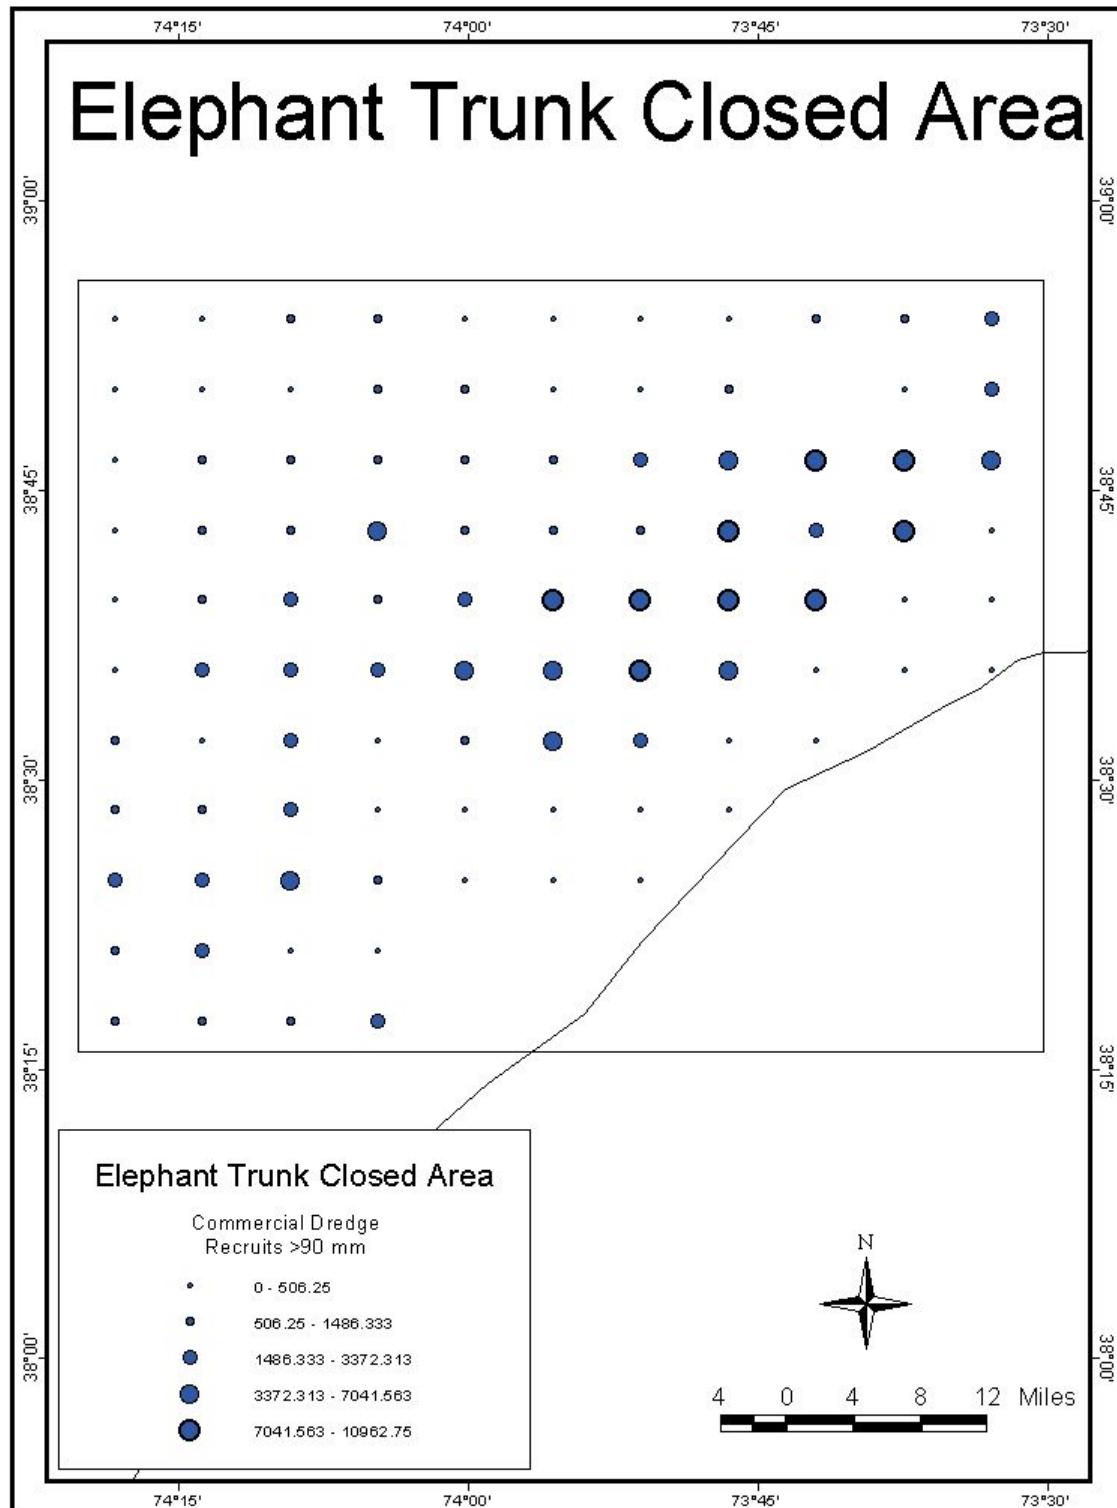 74°15' 74°00' 73°45' 73°30'
Elephant Trunk Closed Area
39°00' 39°00'
38°45' 38°45'
38°30' 38°30'
38°15' 38°15'
Elephant Trunk Closed Area
Commercial Dredge
Recruits >90 mm
0 - 506.25
506.25 - 1486.333
1486.333 - 3372.313
3372.313 - 7041.563
7041.563 - 10962.75
N
38°00' 38°00'
4 0 4 8 12 Miles
74°15' 74°00' 73°45' 73°30'